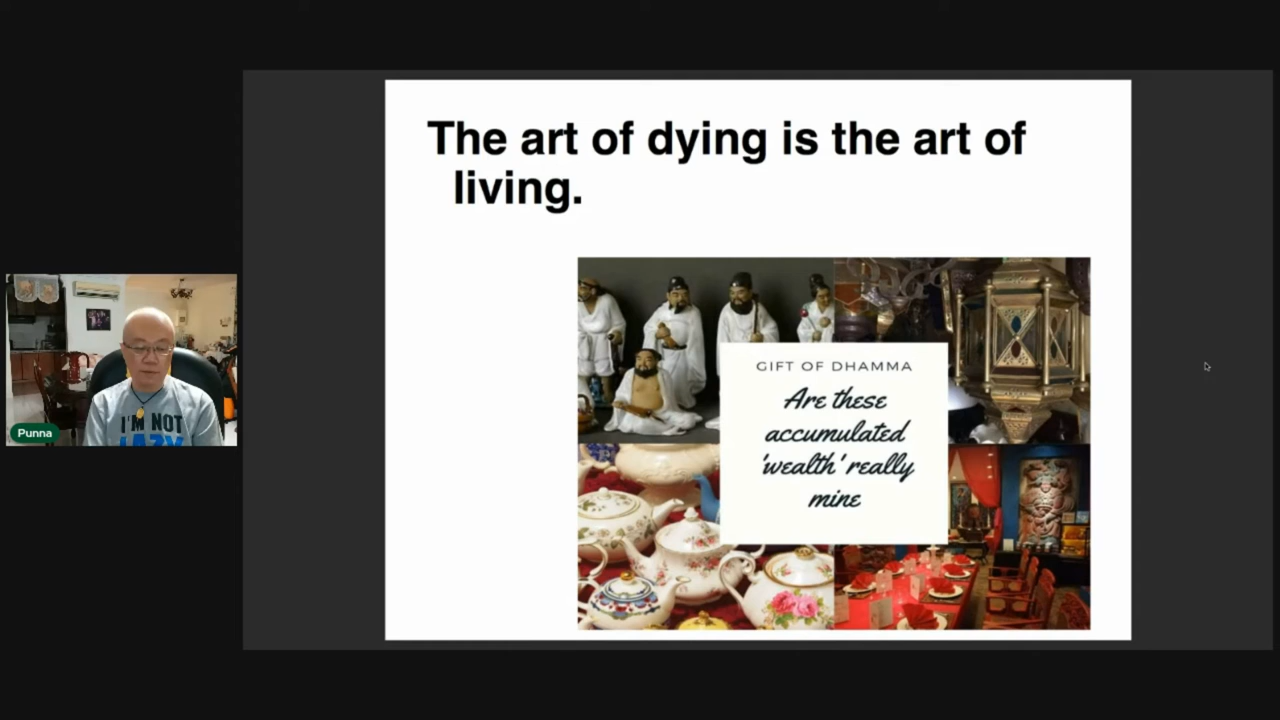 The art of dying is the art of
living.
GIFT OF DHAMMA
Are these
accumulated
'wealth' really
mine
I'M NOT
LAZY
Punna